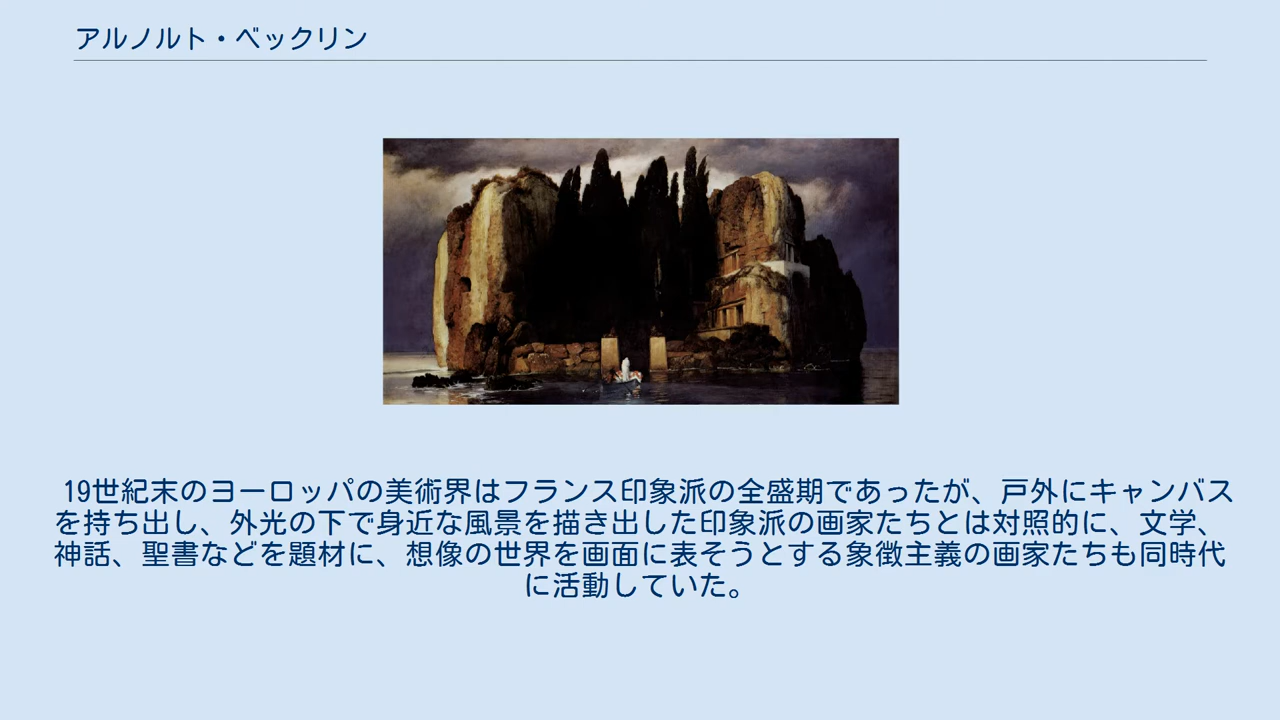 アルノルト・ベックリン
19世紀末のヨーロッパの美術界はフランス印象派の全盛期であったが、戸外にキャンバス
を持ち出し、外光の下で身近な風景を描き出した印象派の画家たちとは対照的に、文学、
神話、聖書などを題材に、想像の世界を画面に表そうとする象徴主義の画家たちも同時代
に活動していた。